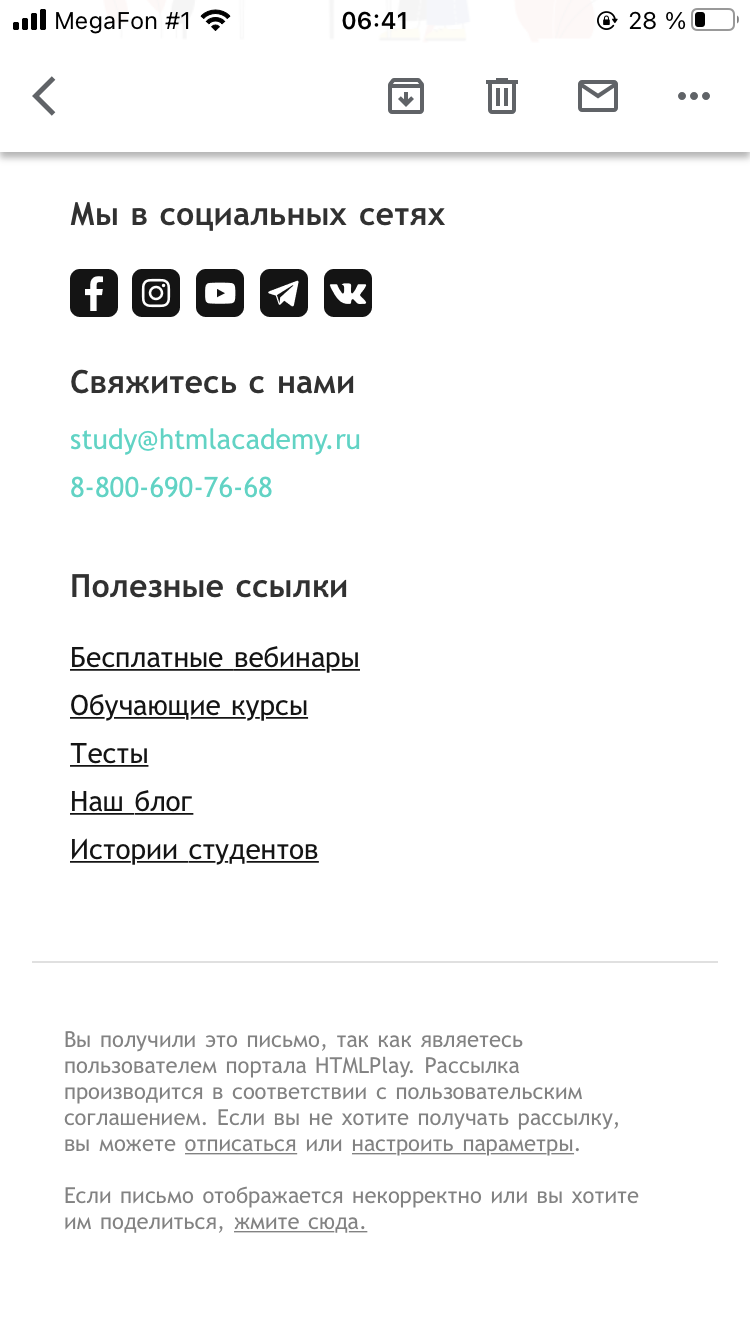 MegaFon #1 06:41 28 %
Мы в социальных сетях
Свяжитесь с нами
study@htmlacademy.ru
8-800-690-76-68
Полезные ссылки
Бесплатные вебинары
Обучающие курсы
Тесты
Наш блог
Истории студентов
Вы получили это письмо, так как являетесь
пользователем портала HTMLPlay. Рассылка
производится в соответствии с пользовательским
соглашением. Если вы не хотите получать рассылку,
вы можете отписаться или настроить параметры.
Если письмо отображается некорректно или вы хотите
им поделиться, жмите сюда.